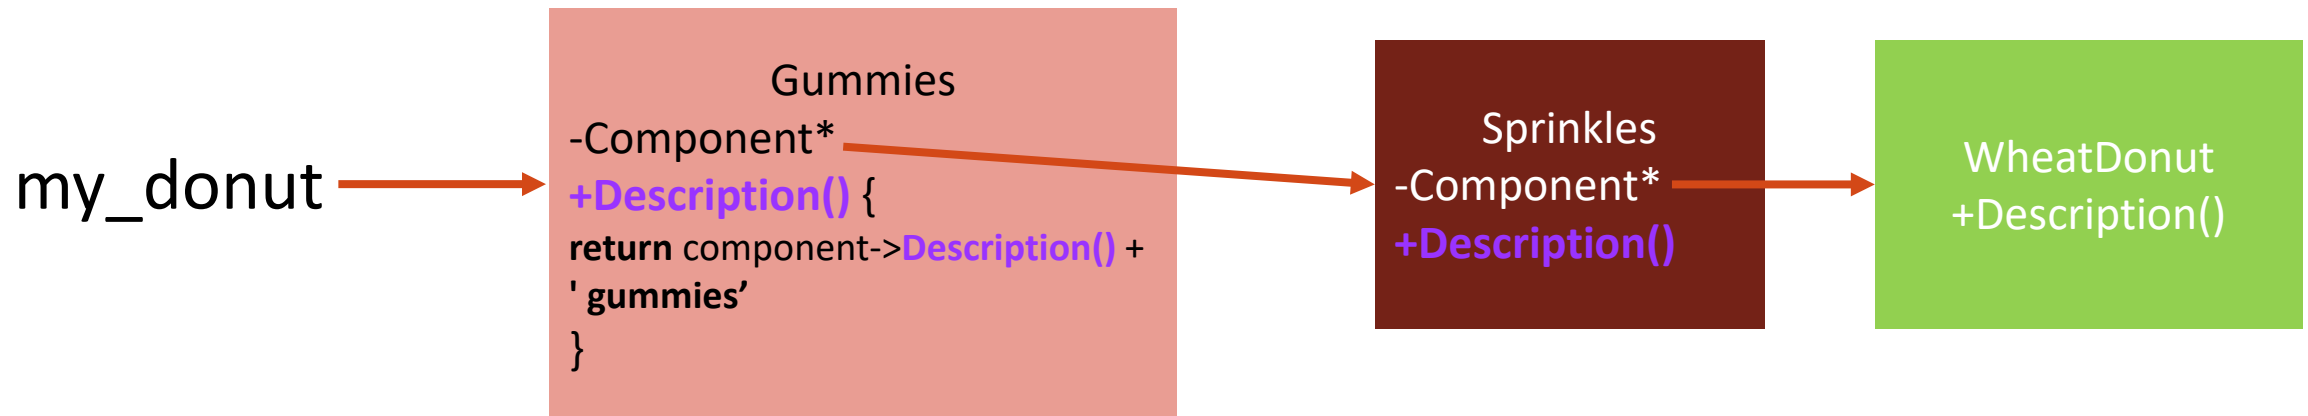 my_donut
Gummies
-Component*
+Description() {
return component->Description() +
' gummies’
}
Sprinkles
-Component*
+Description()
WheatDonut
+Description()